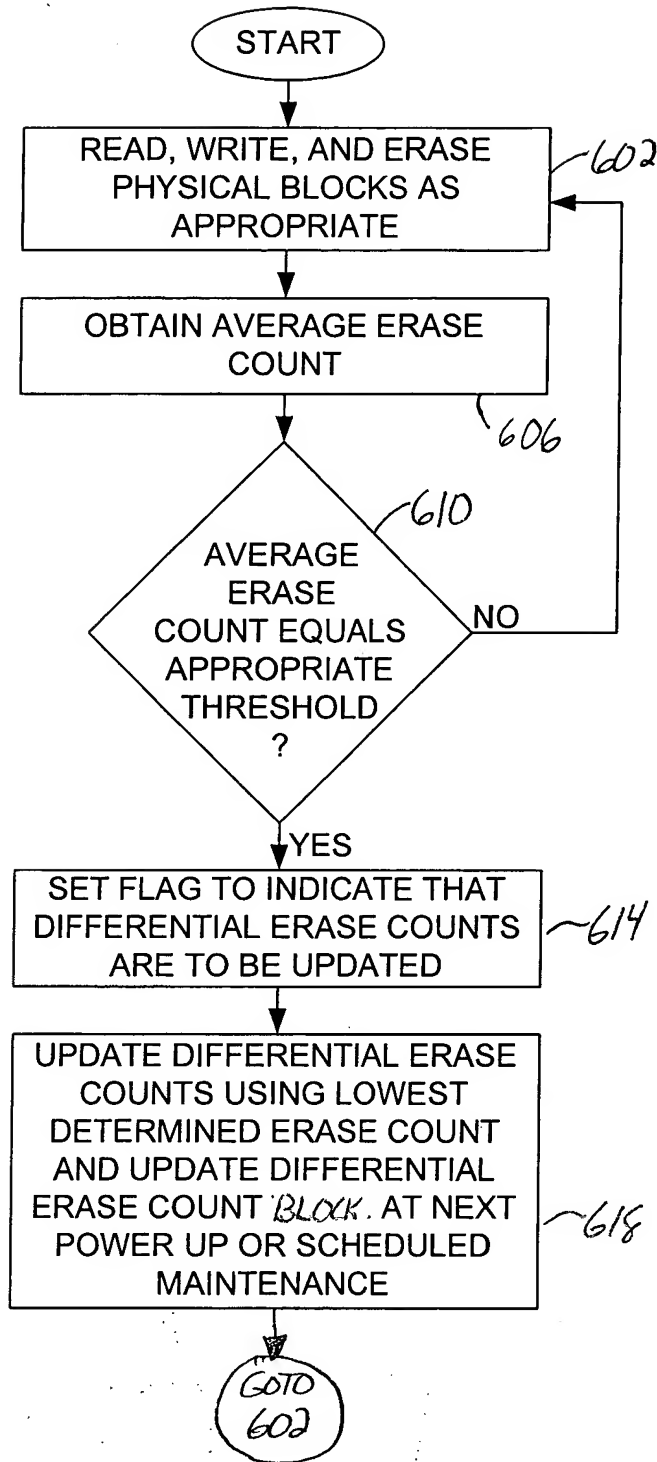 START
READ, WRITE, AND ERASE
PHYSICAL BLOCKS AS
APPROPRIATE
602
OBTAIN AVERAGE ERASE
COUNT
606
610
AVERAGE
ERASE
COUNT EQUALS
APPROPRIATE
THRESHOLD
?
NO
YES
SET FLAG TO INDICATE THAT
DIFFERENTIAL ERASE COUNTS
ARE TO BE UPDATED
614
UPDATE DIFFERENTIAL ERASE
COUNTS USING LOWEST
DETERMINED ERASE COUNT
AND UPDATE DIFFERENTIAL
ERASE COUNT BLOCK. AT NEXT
POWER UP OR SCHEDULED
MAINTENANCE
618
GOTO
602